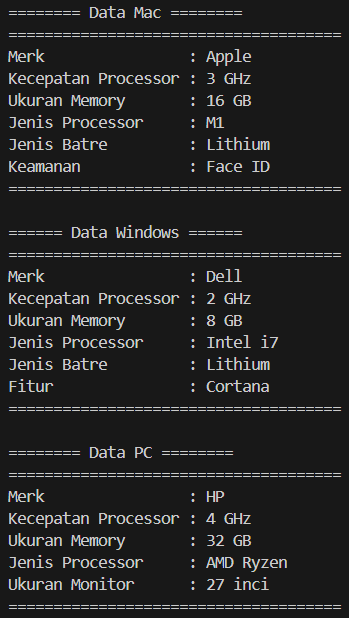 ======== Data Mac ========
=====================================
Merk                : Apple
Kecepatan Processor : 3 GHz
Ukuran Memory       : 16 GB
Jenis Processor     : M1
Jenis Batre         : Lithium
Keamanan            : Face ID
=====================================

====== Data Windows ======
=====================================
Merk                : Dell
Kecepatan Processor : 2 GHz
Ukuran Memory       : 8 GB
Jenis Processor     : Intel i7
Jenis Batre         : Lithium
Fitur               : Cortana
=====================================

======== Data PC ========
=====================================
Merk                : HP
Kecepatan Processor : 4 GHz
Ukuran Memory       : 32 GB
Jenis Processor     : AMD Ryzen
Ukuran Monitor      : 27 inci
=====================================